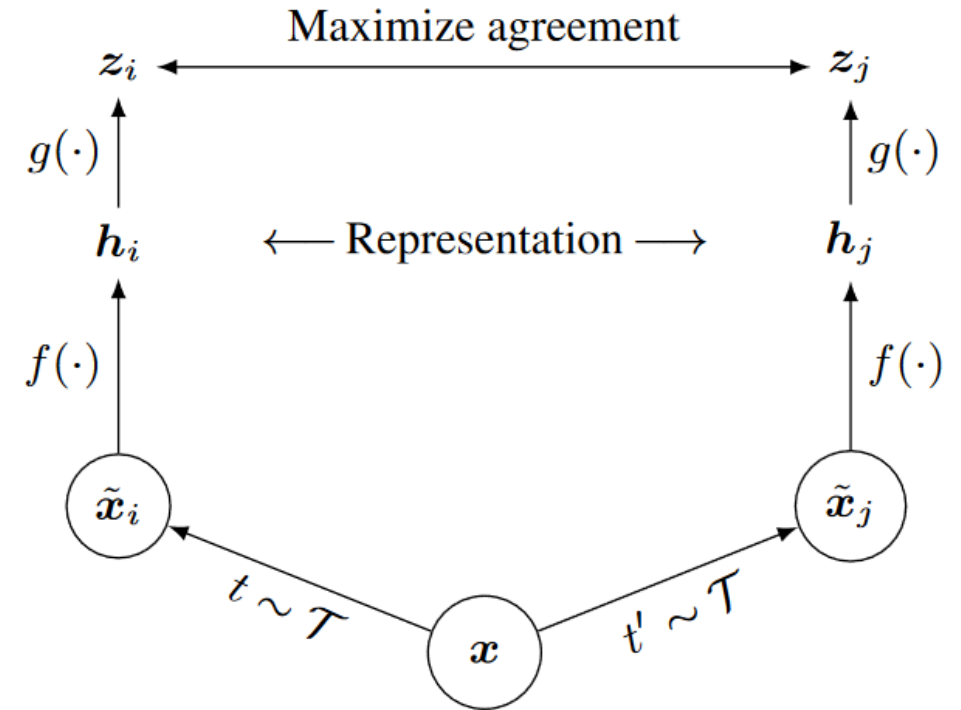 Maximize agreement
z_i z_j
g(·) g(·)
h_i ← Representation → h_j
f(·) f(·)
x̃_i x̃_j
t ∼ 𝒯 t′ ∼ 𝒯
x